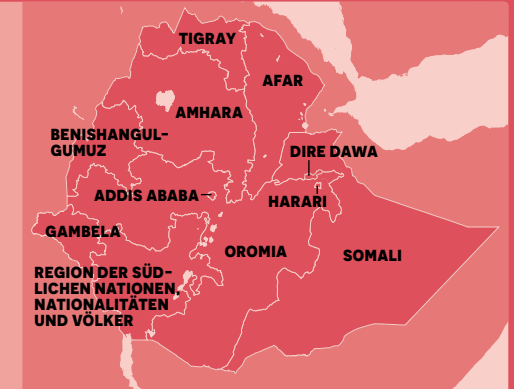 TIGRAY
AFAR
AMHARA
BENISHANGUL-
GUMUZ
DIRE DAWA
ADDIS ABABA
HARARI
GAMBELA
OROMIA
SOMALI
REGION DER SÜD-
LICHEN NATIONEN,
NATIONALITÄTEN
UND VÖLKER